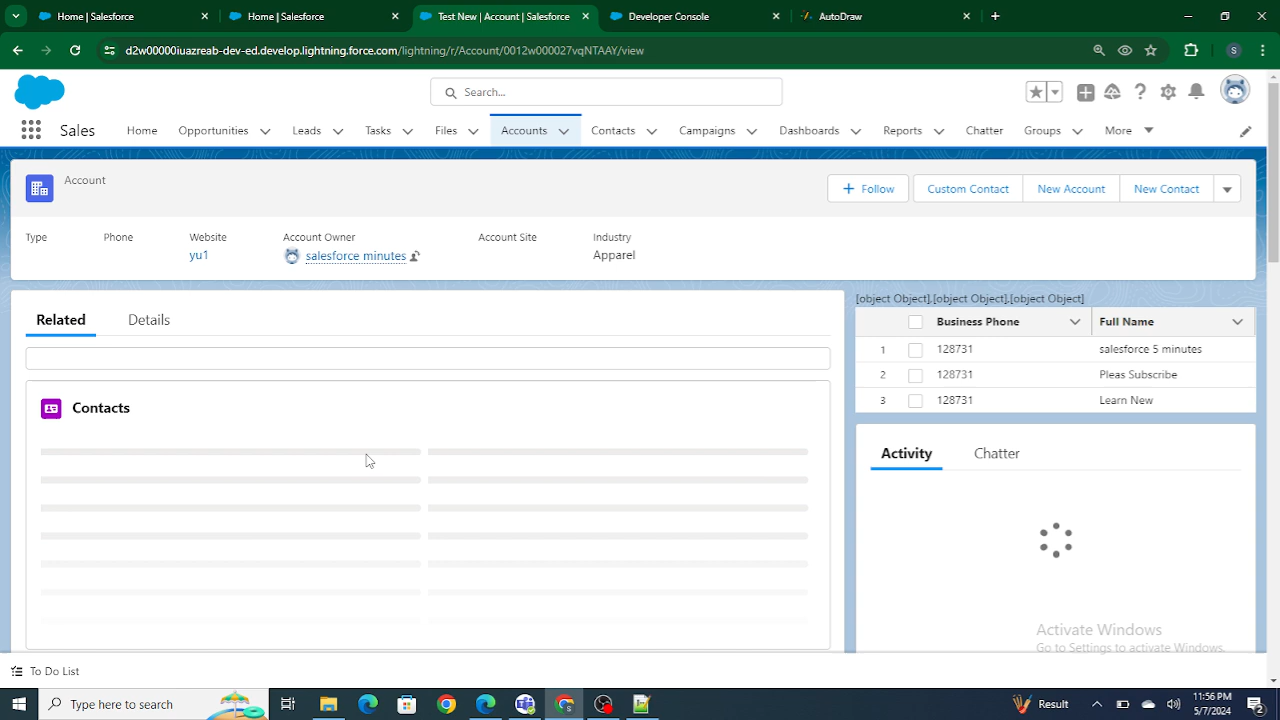 Home | Salesforce
Home | Salesforce
Test New | Account | Salesforce
Developer Console
AutoDraw
d2w00000iuazreab-dev-ed.develop.lightning.force.com/lightning/r/Account/0012w000027vqNTAAY/view
S
Search...
Sales
Home
Opportunities
Leads
Tasks
Files
Accounts
Contacts
Campaigns
Dashboards
Reports
Chatter
Groups
More
Account
Follow
Custom Contact
New Account
New Contact
Type
Phone
Website
yu1
Account Owner
salesforce minutes
Account Site
Industry
Apparel
Related
Details
Contacts
[object Object].[object Object].[object Object]
Business Phone
Full Name
1 128731 salesforce 5 minutes
2 128731 Pleas Subscribe
3 128731 Learn New
Activity
Chatter
Activate Windows
Go to Settings to activate Windows.
To Do List
Type here to search
Result
11:56 PM
5/7/2024
2